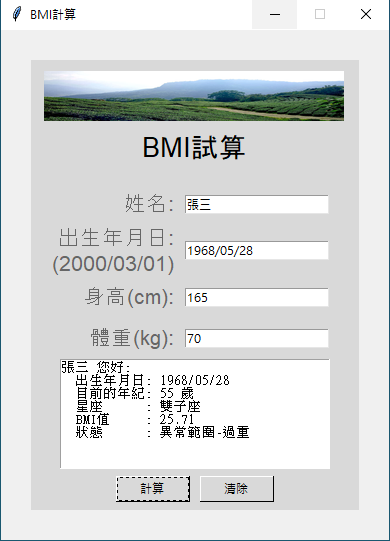 BMI計算
BMI試算
姓名: 張三
出生年月日:
(2000/03/01) 1968/05/28
身高(cm): 165
體重(kg): 70
張三 您好:
出生年月日: 1968/05/28
目前的年紀: 55 歲
星座 : 雙子座
BMI值 : 25.71
狀態 : 異常範圍-過重
計算 清除